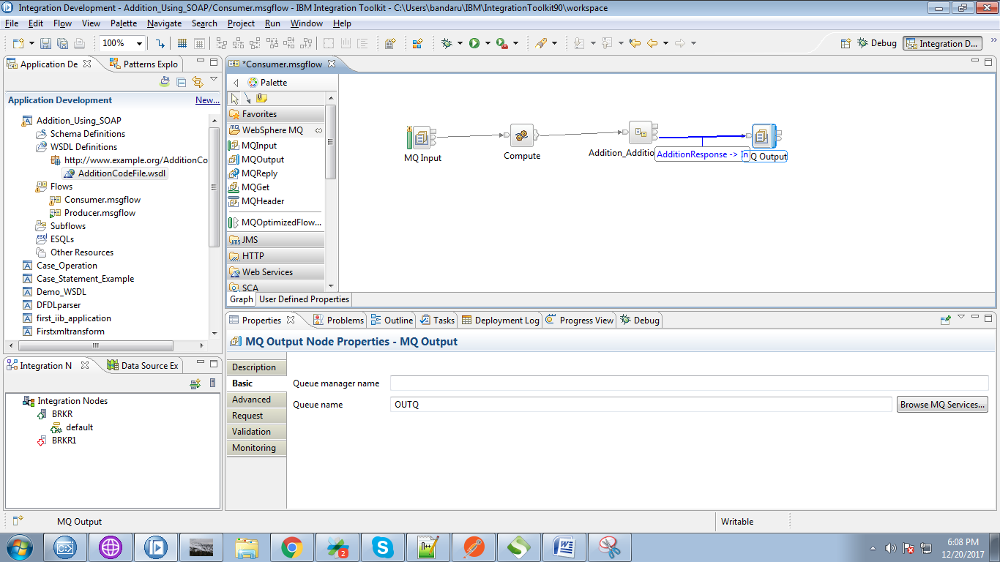 Integration Development - Addition_Using_SOAP/Consumer.msgflow - IBM Integration Toolkit - C:\Users\bandaru\IBM\IntegrationToolkit90\workspace
File Edit Flow View Palette Navigate Search Project Run Window Help
100%
Debug
Integration D...
Application De
Patterns Explo
Application Development
New...
Addition_Using_SOAP
Schema Definitions
WSDL Definitions
http://www.example.org/AdditionCo
AdditionCodeFile.wsdl
Flows
Consumer.msgflow
Producer.msgflow
Subflows
esql
ESQLs
Other Resources
Case_Operation
Case_Statement_Example
Demo_WSDL
DFDLparser
first_iib_application
Firstxmltransform
Integration N
Data Source Ex
Integration Nodes
BRKR
default
BRKR1
*Consumer.msgflow
Palette
Favorites
WebSphere MQ
MQInput
MQOutput
MQReply
MQGet
MQHeader
MQOptimizedFlow...
JMS
HTTP
Web Services
SCA
MQ Input
Compute
Addition_Additio
AdditionResponse -> In
Q Output
Graph
User Defined Properties
Properties
Problems
Outline
Tasks
Deployment Log
Progress View
Debug
MQ Output Node Properties - MQ Output
Description
Basic
Advanced
Request
Validation
Monitoring
Queue manager name
Queue name
OUTQ
Browse MQ Services...
MQ Output
Writable
2
6:08 PM
12/20/2017